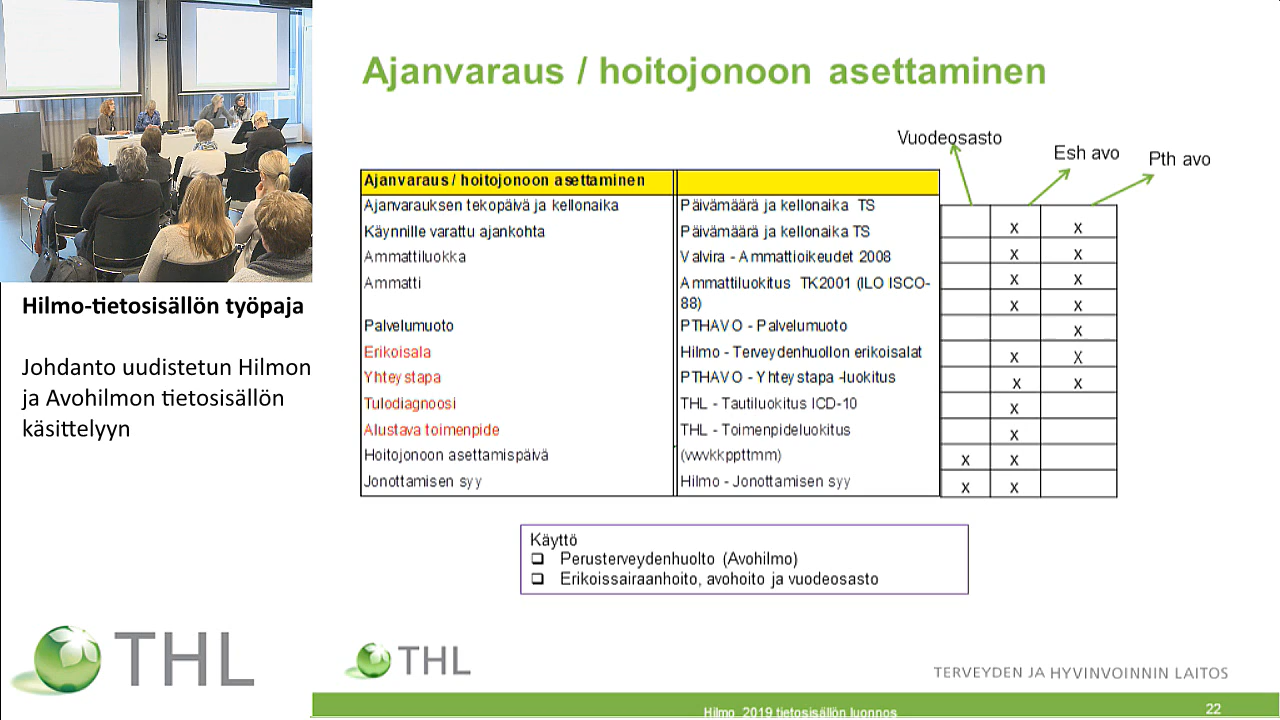 Ajanvaraus / hoitojonoon asettaminen
Vuodeosasto
Esh avo
Pth avo
Ajanvaraus / hoitojonoon asettaminen
Ajanvarauksen tekopäivä ja kellonaika Päivämäärä ja kellonaika TS x x
Käynnille varattu ajankohta Päivämäärä ja kellonaika TS x x
Ammattiluokka Valvira - Ammattioikeudet 2008 x x
Ammatti Ammattiluokitus TK2001 (ILO ISCO-
88) x x
Palvelumuoto PTHAVO - Palvelumuoto x
Erikoisala Hilmo - Terveydenhuollon erikoisalat x x
Yhteystapa PTHAVO - Yhteystapa -luokitus x x
Tulodiagnoosi THL - Tautiluokitus ICD-10 x
Alustava toimenpide THL - Toimenpideluokitus x
Hoitojonoon asettamispäivä (vvvvkkppttmm) x x
Jonottamisen syy Hilmo - Jonottamisen syy x x
Käyttö
Perusterveydenhuolto (Avohilmo)
Erikoissairaanhoito, avohoito ja vuodeosasto
Hilmo-tietosisällön työpaja
Johdanto uudistetun Hilmon
ja Avohilmon tietosisällön
käsittelyyn
THL
THL
TERVEYDEN JA HYVINVOINNIN LAITOS
Hilmo 2019 tietosisällön luonnos
22